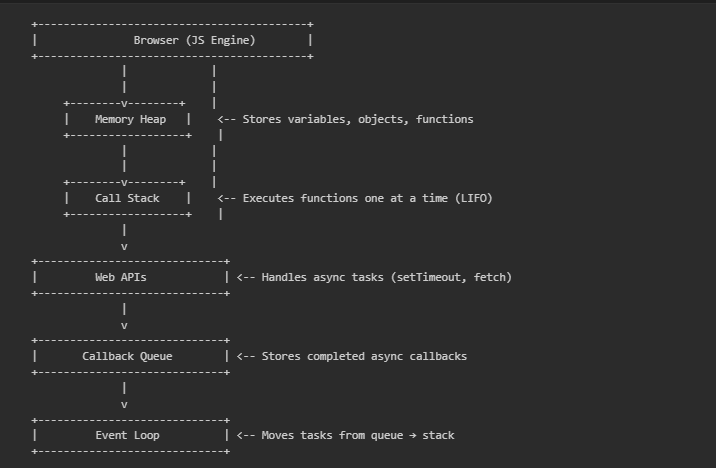 Browser (JS Engine)
Memory Heap <-- Stores variables, objects, functions
Call Stack <-- Executes functions one at a time (LIFO)
Web APIs <-- Handles async tasks (setTimeout, fetch)
Callback Queue <-- Stores completed async callbacks
Event Loop <-- Moves tasks from queue → stack